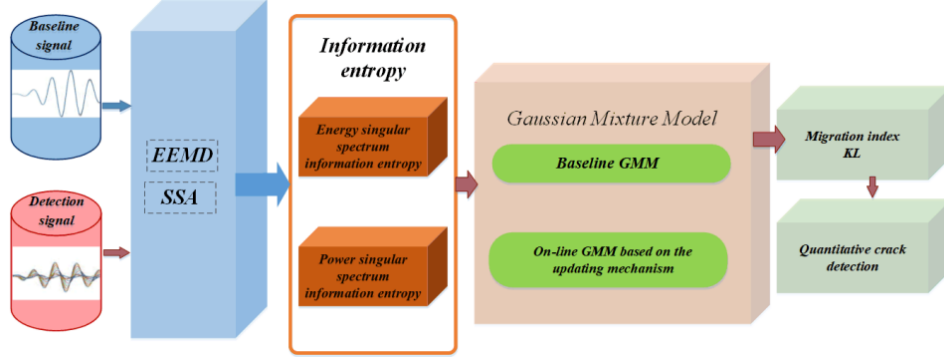 Baseline
signal
Detection
signal
EEMD
SSA
Information
entropy
Energy singular
spectrum
information entropy
Power singular
spectrum
information entropy
Gaussian Mixture Model
Baseline GMM
On-line GMM based on the
updating mechanism
Migration index
KL
Quantitative crack
detection